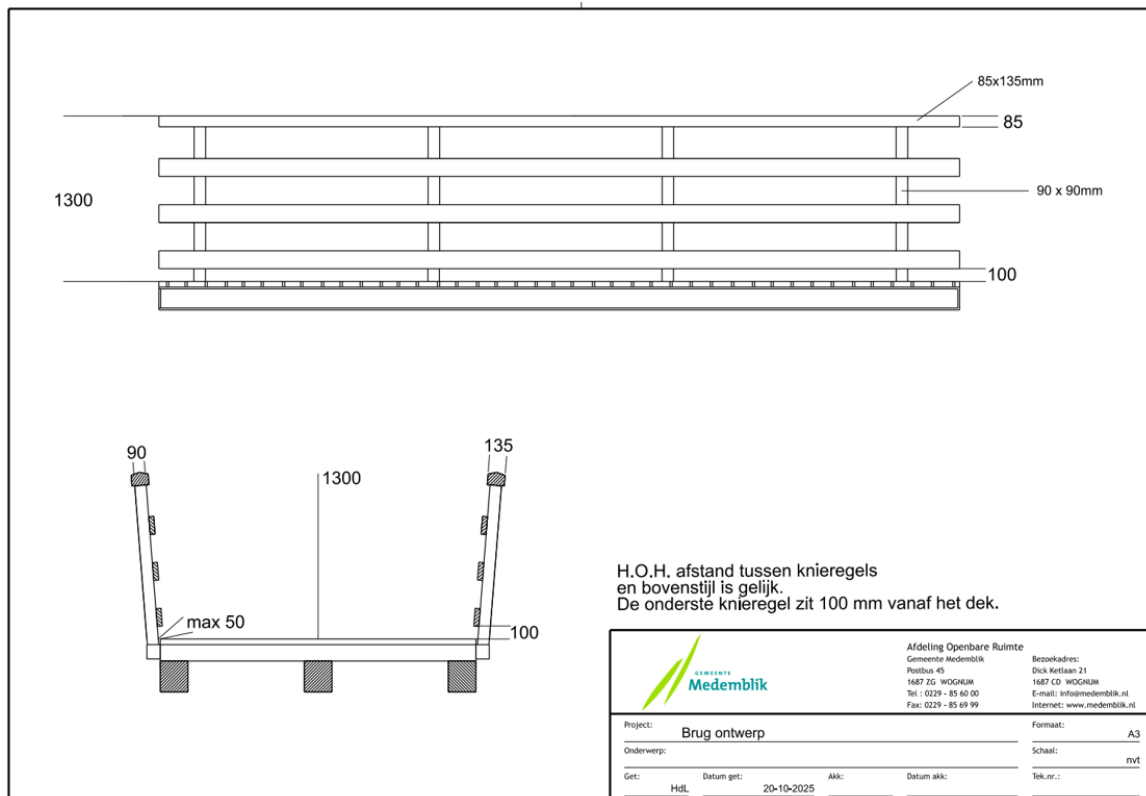 85x135mm
85
1300
90 x 90mm
100
90
135
1300
max 50
100
H.O.H. afstand tussen knieregels
en bovenstijl is gelijk.
De onderste knieregel zit 100 mm vanaf het dek.
GEMEENTE
Medemblik
Afdeling Openbare Ruimte
Gemeente Medemblik
Postbus 45
1687 ZG WOGNUM
Tel : 0229 - 85 60 00
Fax: 0229 - 85 69 99
Bezoekadres:
Dick Ketlaan 21
1687 CD WOGNUM
E-mail: info@medemblik.nl
Internet: www.medemblik.nl
Project: Brug ontwerp
Formaat: A3
Onderwerp:
Schaal: nvt
Get: HdL
Datum get: 20-10-2025
Akk:
Datum akk:
Tek.nr.: